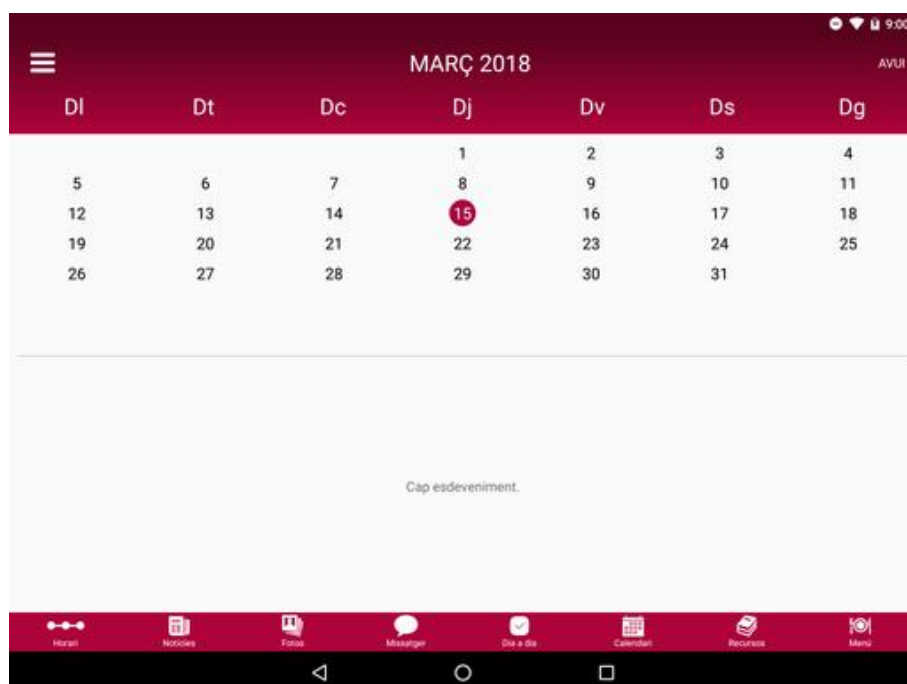 9:00
MARÇ 2018
AVUI
Dl Dt Dc Dj Dv Ds Dg
1 2 3 4
5 6 7 8 9 10 11
12 13 14 15 16 17 18
19 20 21 22 23 24 25
26 27 28 29 30 31
Cap esdeveniment.
Horari Notícies Fotos Missatger Dia a dia Calendari Recursos Menú